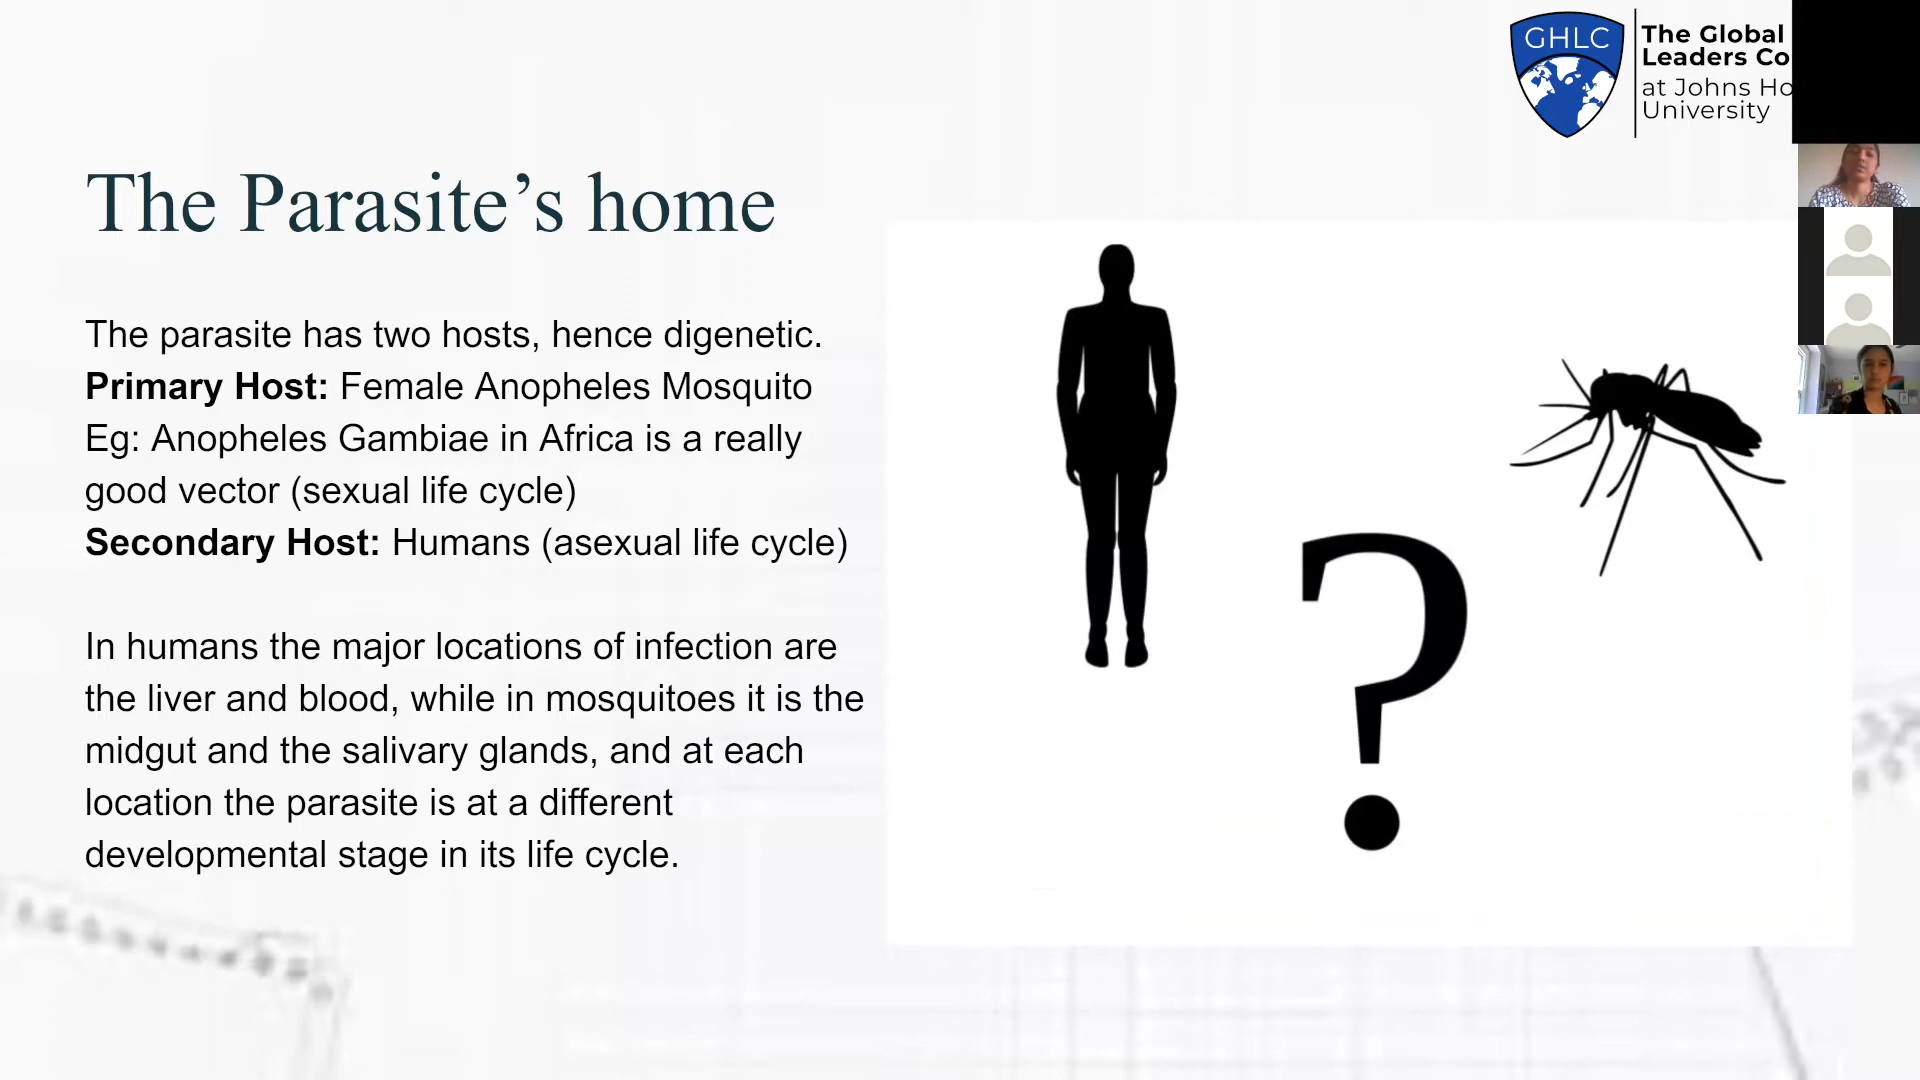 GHLC
The Global
Leaders Co
at Johns Ho
University
The Parasite’s home
The parasite has two hosts, hence digenetic.
Primary Host: Female Anopheles Mosquito
Eg: Anopheles Gambiae in Africa is a really
good vector (sexual life cycle)
Secondary Host: Humans (asexual life cycle)
In humans the major locations of infection are
the liver and blood, while in mosquitoes it is the
midgut and the salivary glands, and at each
location the parasite is at a different
developmental stage in its life cycle.
?